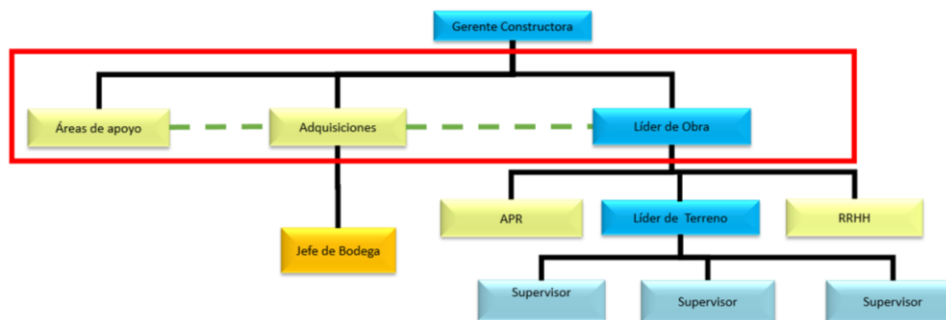 Gerente Constructora
Áreas de apoyo
Adquisiciones
Líder de Obra
APR
Líder de Terreno
RRHH
Jefe de Bodega
Supervisor
Supervisor
Supervisor